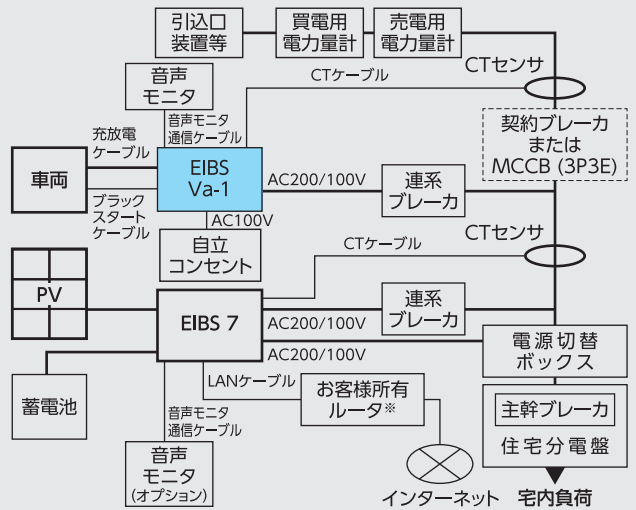 引込口
装置等
買電用
電力量計
売電用
電力量計
CTセンサ
CTケーブル
音声
モニタ
音声モニタ
通信ケーブル
充放電
ケーブル
契約ブレーカ
または
MCCB (3P3E)
車両
EIBS
Va-1
AC200/100V
連系
ブレーカ
ブラック
スタート
ケーブル
AC100V
自立
コンセント
CTケーブル
CTセンサ
PV
EIBS 7
AC200/100V
連系
ブレーカ
AC200/100V
電源切替
ボックス
蓄電池
LANケーブル
お客様所有
ルータ※
主幹ブレーカ
住宅分電盤
音声モニタ
通信ケーブル
音声
モニタ
(オプション)
インターネット
宅内負荷